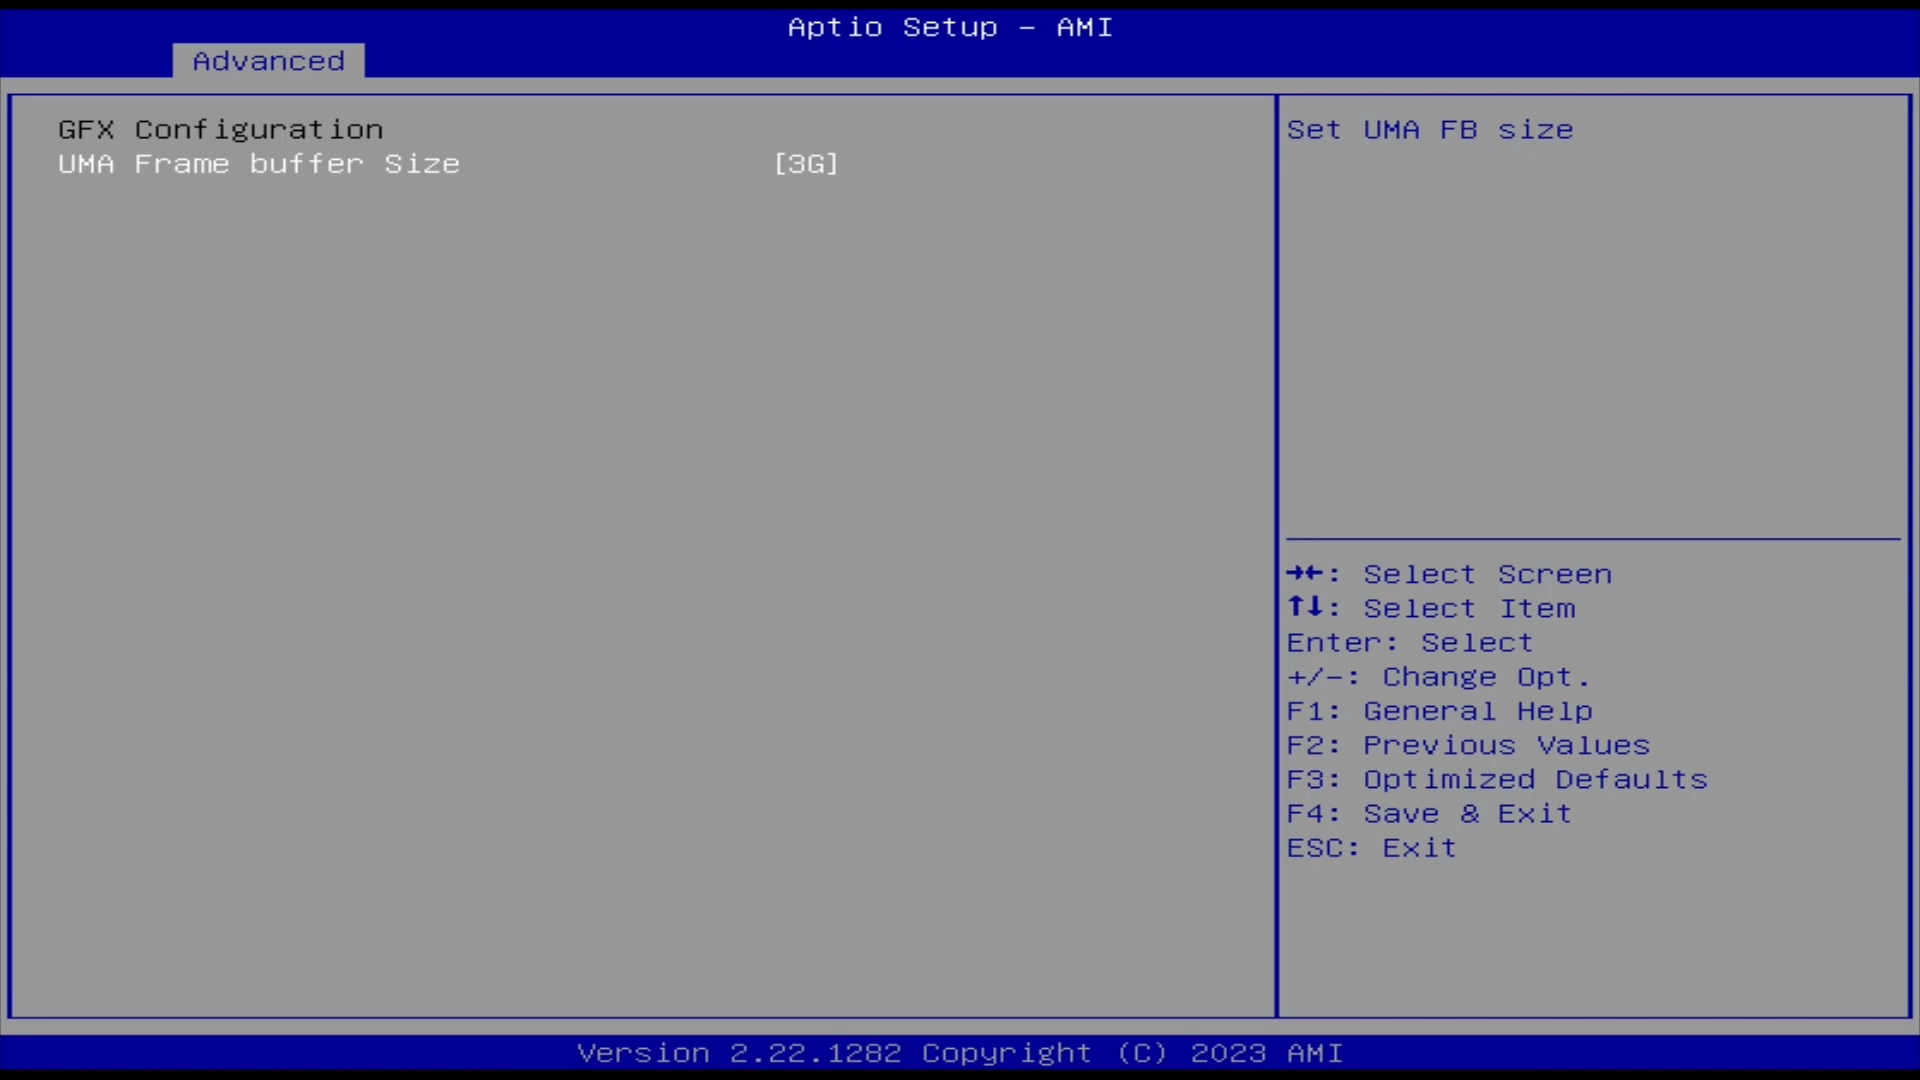 Aptio Setup – AMI
Advanced
GFX Configuration
UMA Frame buffer Size [3G]
Set UMA FB size
→←: Select Screen
↑↓: Select Item
Enter: Select
+/-: Change Opt.
F1: General Help
F2: Previous Values
F3: Optimized Defaults
F4: Save & Exit
ESC: Exit
Version 2.22.1282 Copyright (C) 2023 AMI